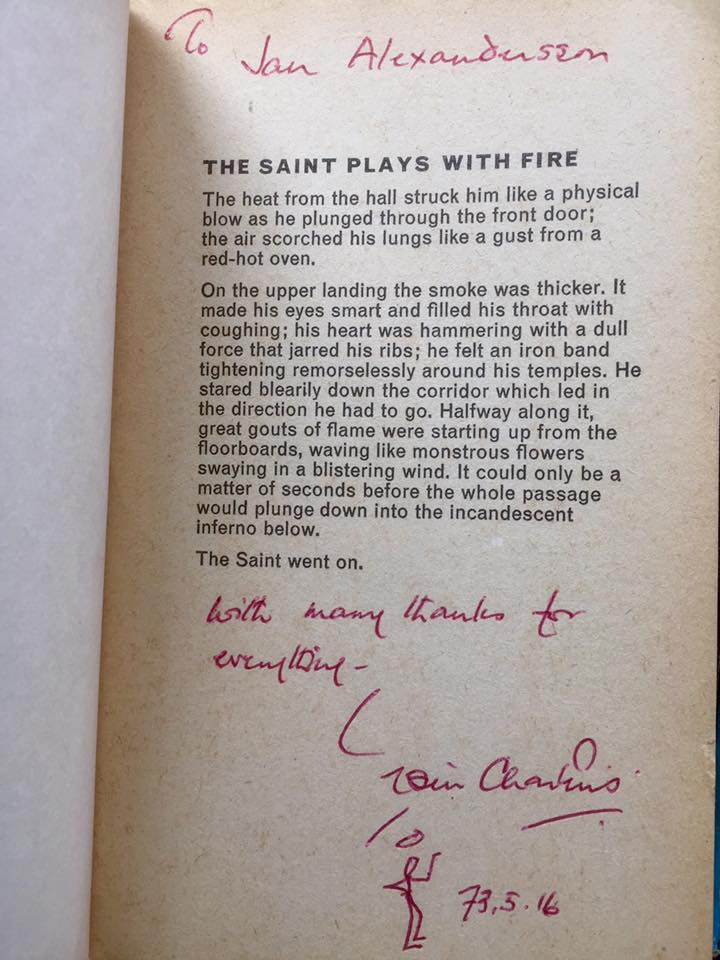 To Jan Alexandersson
THE SAINT PLAYS WITH FIRE
The heat from the hall struck him like a physical
blow as he plunged through the front door;
the air scorched his lungs like a gust from a
red-hot oven.
On the upper landing the smoke was thicker. It
made his eyes smart and filled his throat with
coughing; his heart was hammering with a dull
force that jarred his ribs; he felt an iron band
tightening remorselessly around his temples. He
stared blearily down the corridor which led in
the direction he had to go. Halfway along it,
great gouts of flame were starting up from the
floorboards, waving like monstrous flowers
swaying in a blistering wind. It could only be a
matter of seconds before the whole passage
would plunge down into the incandescent
inferno below.
The Saint went on.
with many thanks for
everything -
Charteris
73.5.16